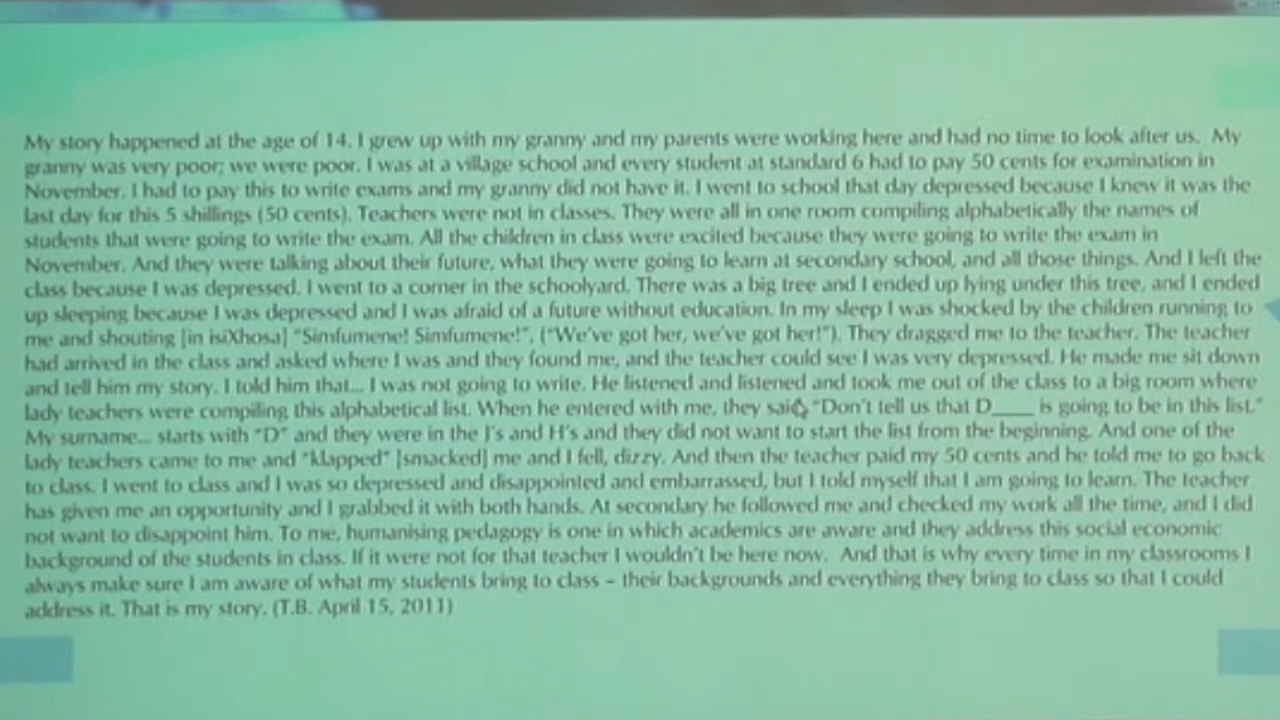 My story happened at the age of 14. I grew up with my granny and my parents were working here and had no time to look after us.  My
granny was very poor; we were poor. I was at a village school and every student at standard 6 had to pay 50 cents for examination in
November. I had to pay this to write exams and my granny did not have it. I went to school that day depressed because I knew it was the
last day for this 5 shillings (50 cents). Teachers were not in classes. They were all in one room compiling alphabetically the names of
students that were going to write the exam. All the children in class were excited because they were going to write the exam in
November. And they were talking about their future, what they were going to learn at secondary school, and all those things. And I left the
class because I was depressed. I went to a corner in the schoolyard. There was a big tree and I ended up lying under this tree, and I ended
up sleeping because I was depressed and I was afraid of a future without education. In my sleep I was shocked by the children running to
me and shouting [in isiXhosa] “Simfumene! Simfumene!”, (“We’ve got her, we’ve got her!”). They dragged me to the teacher. The teacher
had arrived in the class and asked where I was and they found me, and the teacher could see I was very depressed. He made me sit down
and tell him my story. I told him that... I was not going to write. He listened and listened and took me out of the class to a big room where
lady teachers were compiling this alphabetical list. When he entered with me, they said, “Don’t tell us that D____ is going to be in this list.”
My surname... starts with “D” and they were in the J’s and H’s and they did not want to start the list from the beginning. And one of the
lady teachers came to me and “klapped” [smacked] me and I fell, dizzy. And then the teacher paid my 50 cents and he told me to go back
to class. I went to class and I was so depressed and disappointed and embarrassed, but I told myself that I am going to learn. The teacher
has given me an opportunity and I grabbed it with both hands. At secondary he followed me and checked my work all the time, and I did
not want to disappoint him. To me, humanising pedagogy is one in which academics are aware and they address this social economic
background of the students in class. If it were not for that teacher I wouldn’t be here now.  And that is why every time in my classrooms I
always make sure I am aware of what my students bring to class – their backgrounds and everything they bring to class so that I could
address it. That is my story. (T.B. April 15, 2011)